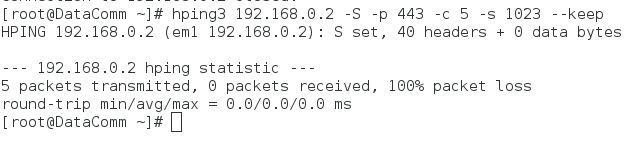 [root@DataComm ~]# hping3 192.168.0.2 -S -p 443 -c 5 -s 1023 --keep
HPING 192.168.0.2 (em1 192.168.0.2): S set, 40 headers + 0 data bytes
--- 192.168.0.2 hping statistic ---
5 packets transmitted, 0 packets received, 100% packet loss
round-trip min/avg/max = 0.0/0.0/0.0 ms
[root@DataComm ~]#